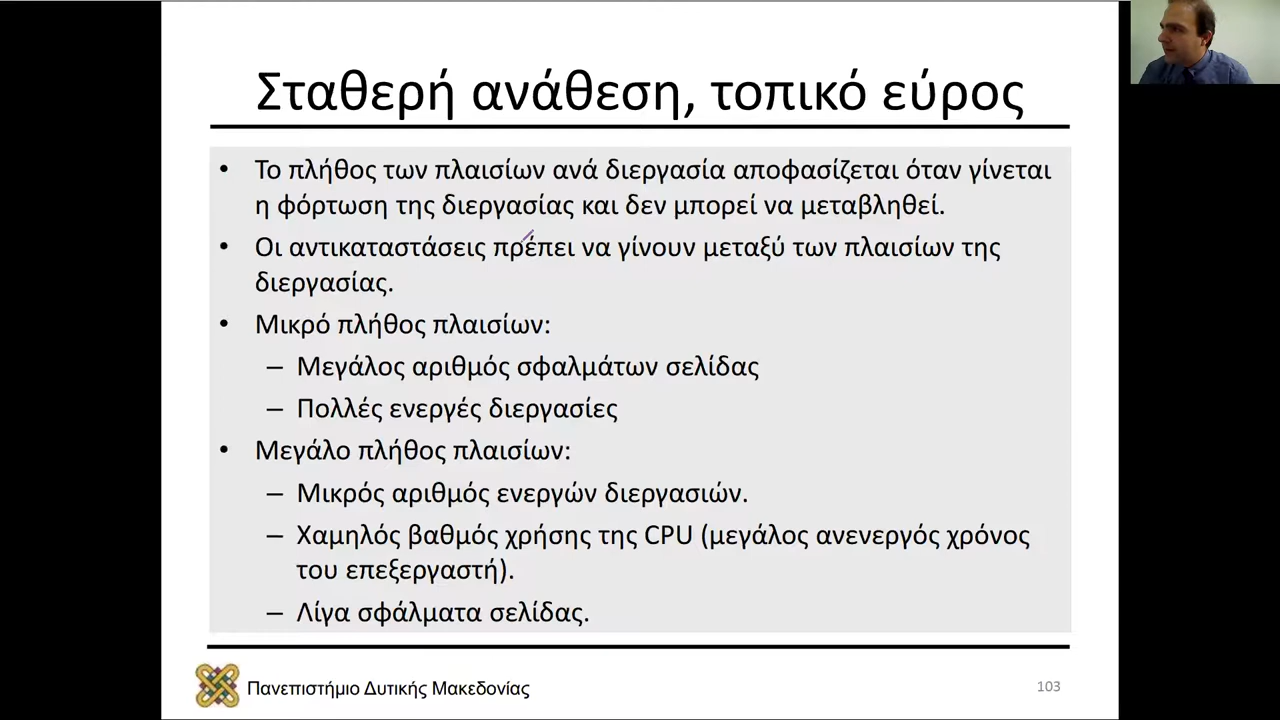 Σταθερή ανάθεση, τοπικό εύρος
• Το πλήθος των πλαισίων ανά διεργασία αποφασίζεται όταν γίνεται
η φόρτωση της διεργασίας και δεν μπορεί να μεταβληθεί.
• Οι αντικαταστάσεις πρέπει να γίνουν μεταξύ των πλαισίων της
διεργασίας.
• Μικρό πλήθος πλαισίων:
– Μεγάλος αριθμός σφαλμάτων σελίδας
– Πολλές ενεργές διεργασίες
• Μεγάλο πλήθος πλαισίων:
– Μικρός αριθμός ενεργών διεργασιών.
– Χαμηλός βαθμός χρήσης της CPU (μεγάλος ανενεργός χρόνος
του επεξεργαστή).
– Λίγα σφάλματα σελίδας.
Πανεπιστήμιο Δυτικής Μακεδονίας
103